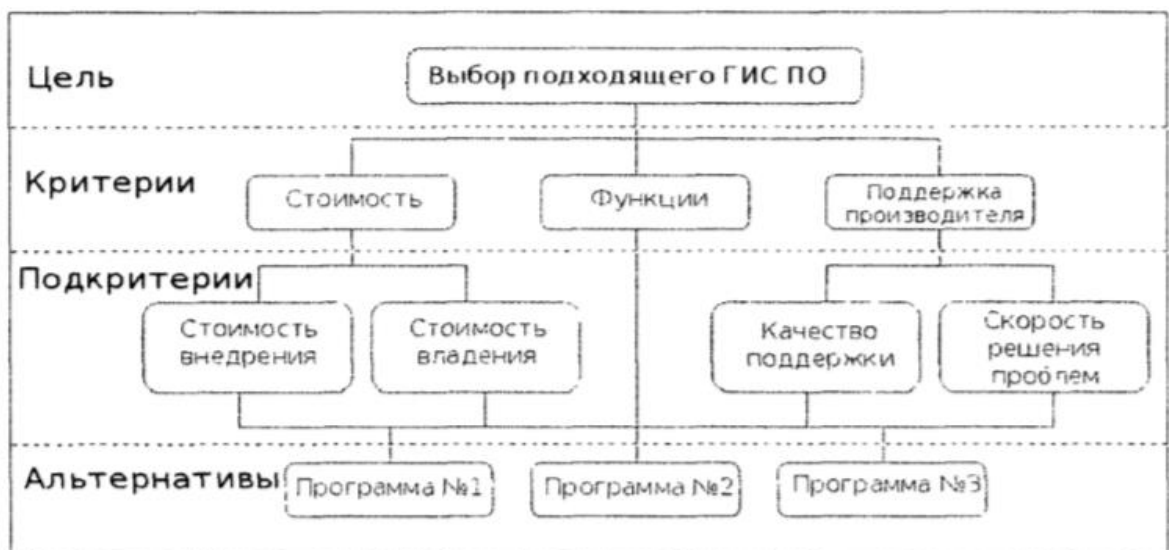 Цель
Выбор подходящего ГИС ПО
Критерии
Стоимость
Функции
Поддержка
производителя
Подкритерии
Стоимость
внедрения
Стоимость
владения
Качество
поддержки
Скорость
решения
проблем
Альтернативы
Программа №1
Программа №2
Программа №3